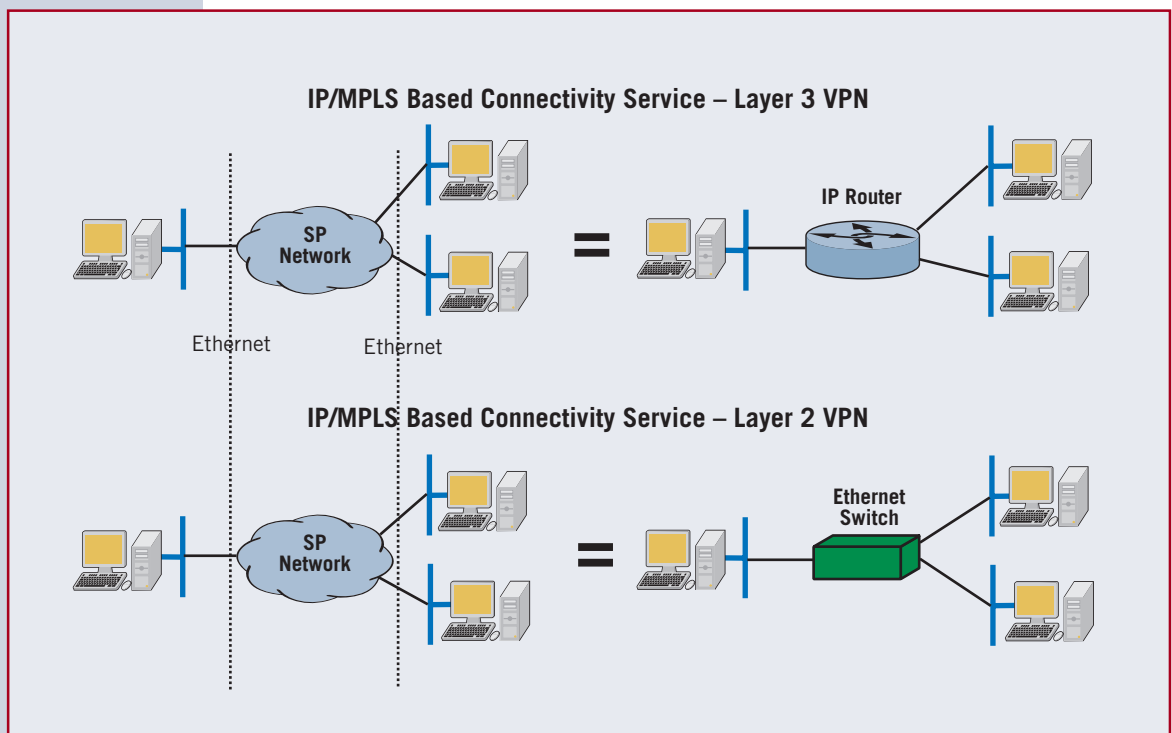 IP/MPLS Based Connectivity Service – Layer 3 VPN
SP
Network
=
IP Router
Ethernet
Ethernet
IP/MPLS Based Connectivity Service – Layer 2 VPN
SP
Network
=
Ethernet
Switch